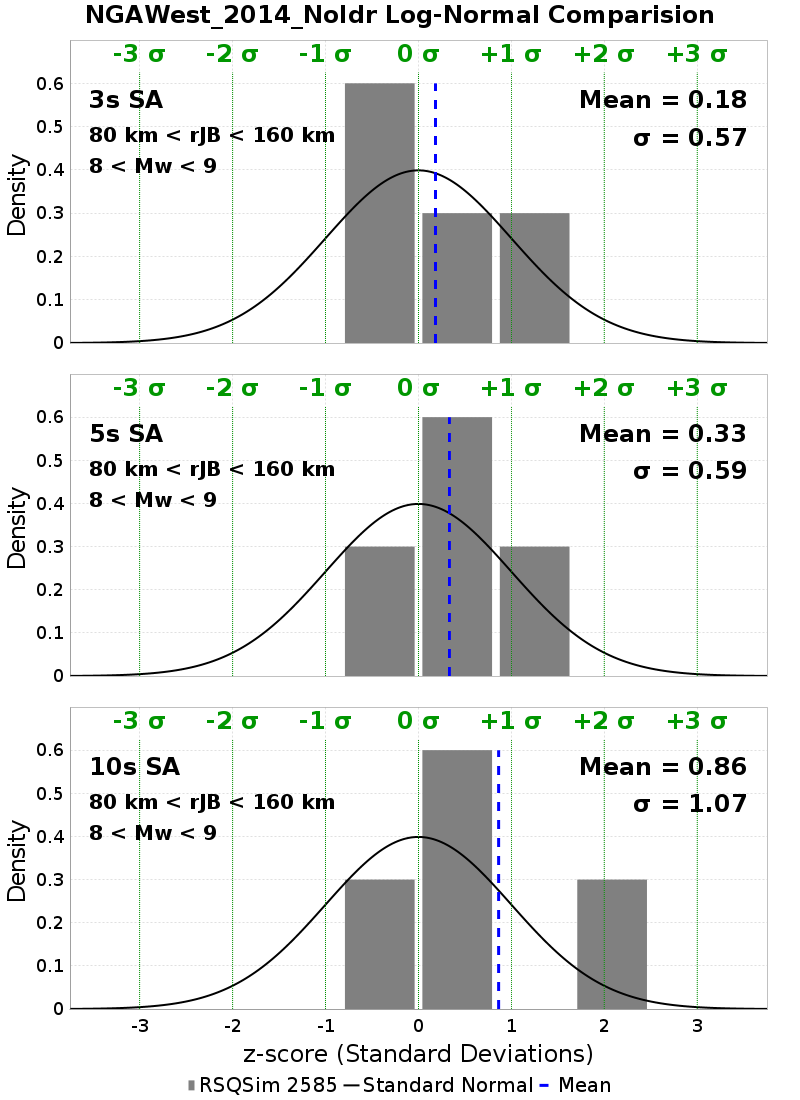 NGAWest_2014_NoIdr Log-Normal Comparision
-3 σ -2 σ -1 σ 0 σ +1 σ +2 σ +3 σ
3s SA
Mean = 0.18
80 km < rJB < 160 km
σ = 0.57
8 < Mw < 9
Density
0.6
0.5
0.4
0.3
0.2
0.1
0
-3 σ -2 σ -1 σ 0 σ +1 σ +2 σ +3 σ
5s SA
Mean = 0.33
80 km < rJB < 160 km
σ = 0.59
8 < Mw < 9
Density
0.6
0.5
0.4
0.3
0.2
0.1
0
-3 σ -2 σ -1 σ 0 σ +1 σ +2 σ +3 σ
10s SA
Mean = 0.86
80 km < rJB < 160 km
σ = 1.07
8 < Mw < 9
Density
0.6
0.5
0.4
0.3
0.2
0.1
0
-3 -2 -1 0 1 2 3
z-score (Standard Deviations)
RSQSim 2585 Standard Normal Mean